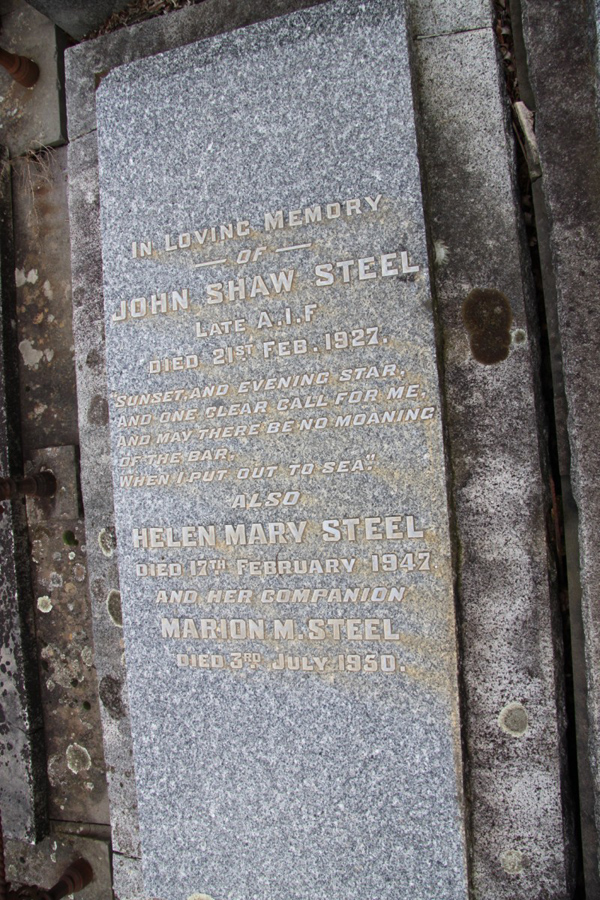 IN LOVING MEMORY
— OF —
JOHN SHAW STEEL
LATE A.I.F
DIED 21ST FEB. 1927.
"SUNSET AND EVENING STAR,
AND ONE CLEAR CALL FOR ME,
AND MAY THERE BE NO MOANING
OF THE BAR,
WHEN I PUT OUT TO SEA".
ALSO
HELEN MARY STEEL
DIED 17TH FEBRUARY 1947.
AND HER COMPANION
MARION M. STEEL
DIED 3RD JULY 1950.